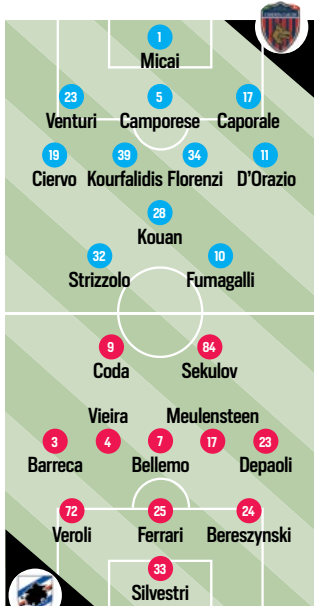 1
Micai
23 5 17
Venturi Camporese Caporale
19 39 34 11
Ciervo Kourfalidis Florenzi D'Orazio
28
Kouan
32 10
Strizzolo Fumagalli
9 84
Coda Sekulov
Vieira Meulensteen
3 4 7 17 23
Barreca Bellemo Depaoli
72 25 24
Veroli Ferrari Bereszynski
33
Silvestri